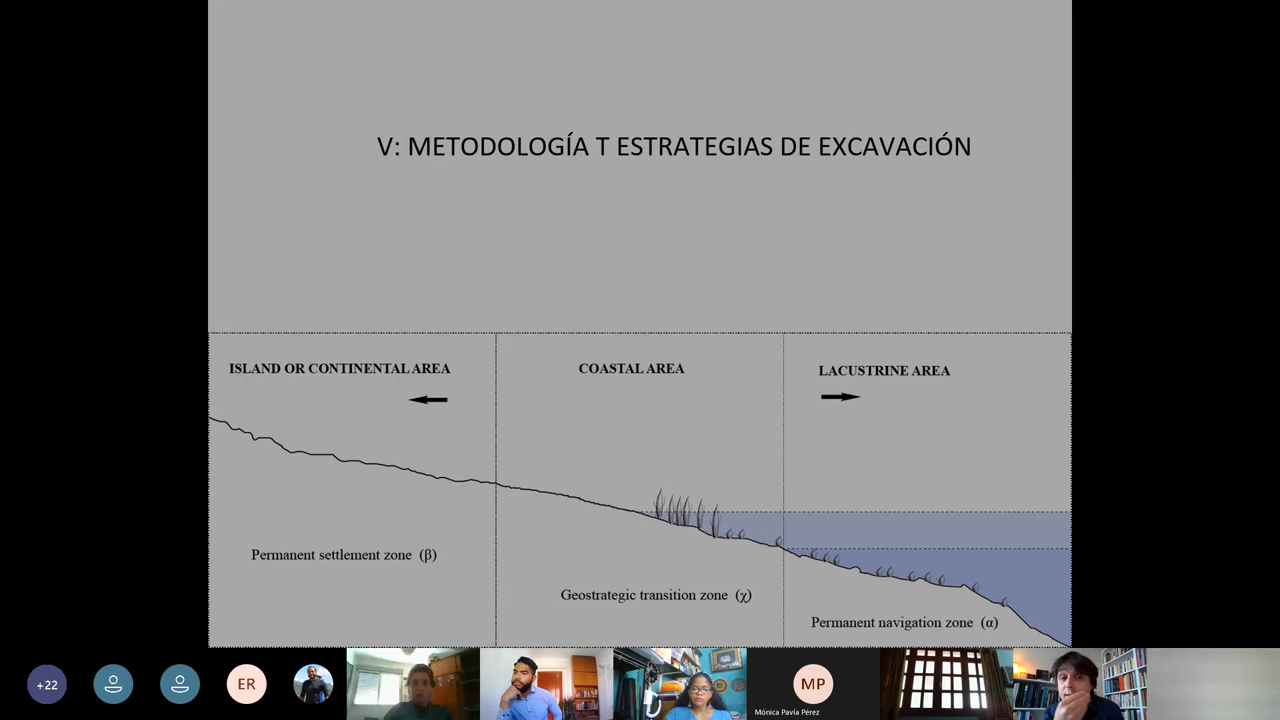 V: METODOLOGÍA T ESTRATEGIAS DE EXCAVACIÓN
ISLAND OR CONTINENTAL AREA
COASTAL AREA
LACUSTRINE AREA
Permanent settlement zone (β)
Geostrategic transition zone (χ)
Permanent navigation zone (α)
+22
ER
MP
Mónica Pavía Pérez